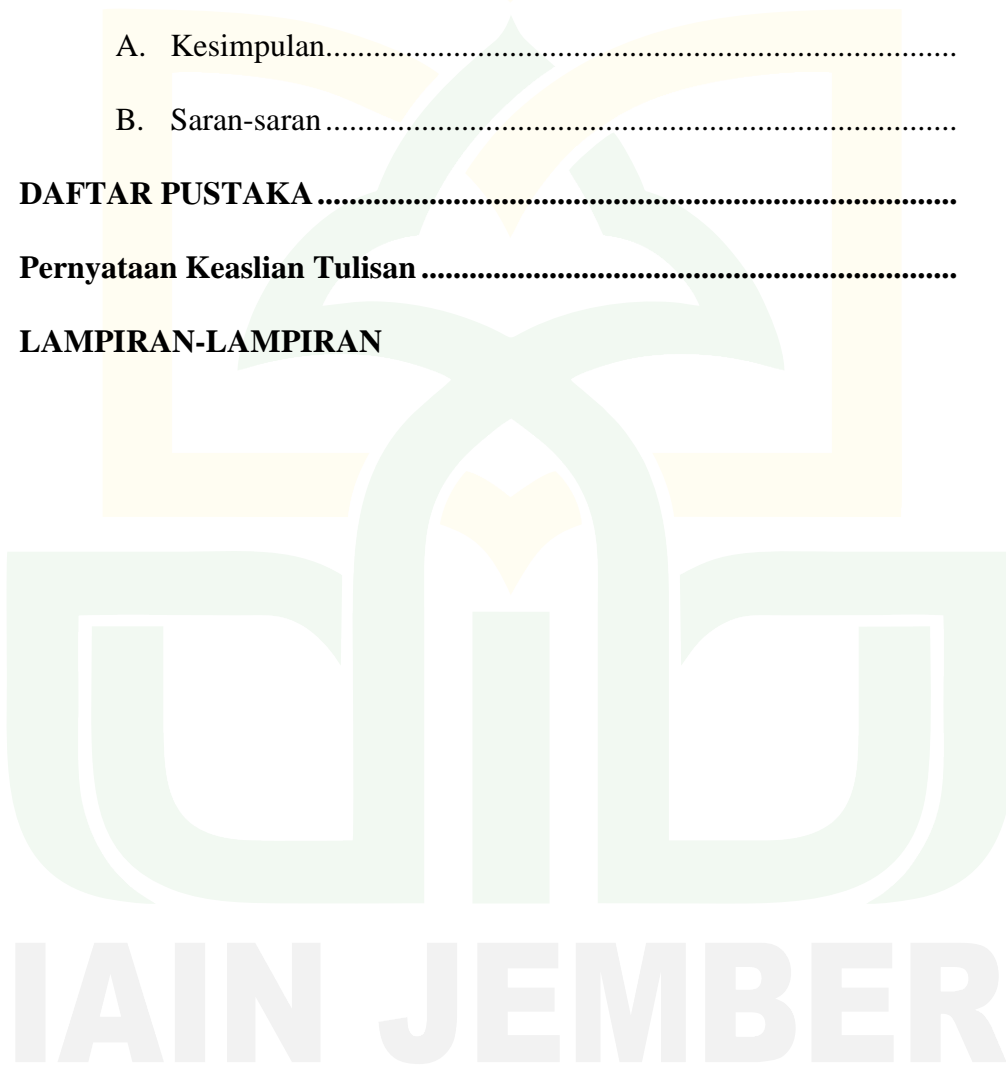 A. Kesimpulan...............................................................................
B. Saran-saran...............................................................................
DAFTAR PUSTAKA................................................................................
Pernyataan Keaslian Tulisan...................................................................
LAMPIRAN-LAMPIRAN
IAIN JEMBER